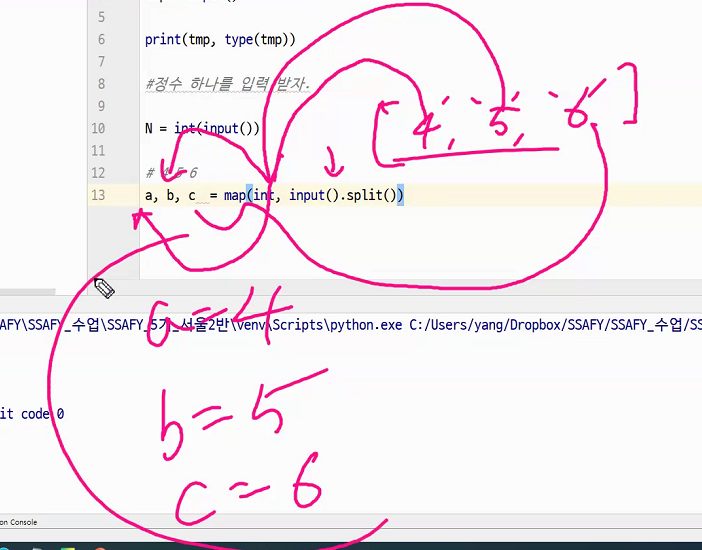 5
6 print(tmp, type(tmp))
7
8 #정수 하나를 입력 받자.
9
10 N = int(input())
11
12 # 4 5 6
13 a, b, c = map(int, input().split())
['4', '5', '6']
AFY\SSAFY_수업\SSAFY_5기_서울2반\venv\Scripts\python.exe C:/Users/yang/Dropbox/SSAFY/SSAFY_수업/SS
a=4
it code 0
b=5
c=6
on Console